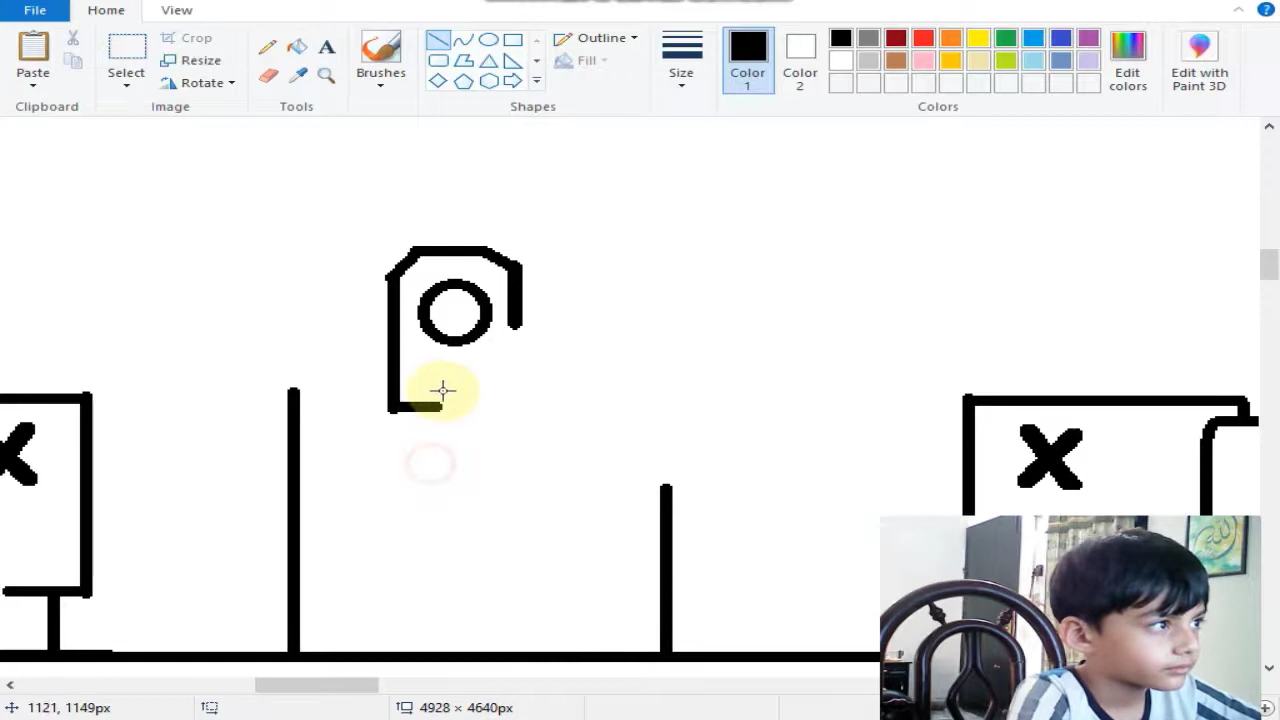 File Home View
Paste
Select
Crop
Resize
Rotate
A
Brushes
Outline
Fill
Size
Color 1
Color 2
Edit colors
Edit with Paint 3D
Clipboard Image Tools Shapes Colors
X X
1121, 1149px 4928 × 4640px